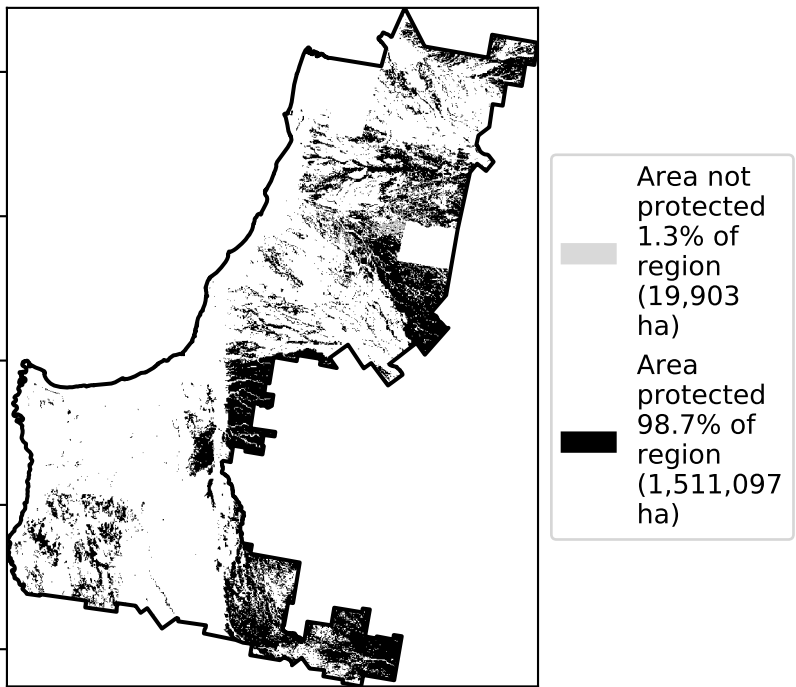 Area not
protected
1.3% of
region
(19,903
ha)
Area
protected
98.7% of
region
(1,511,097
ha)